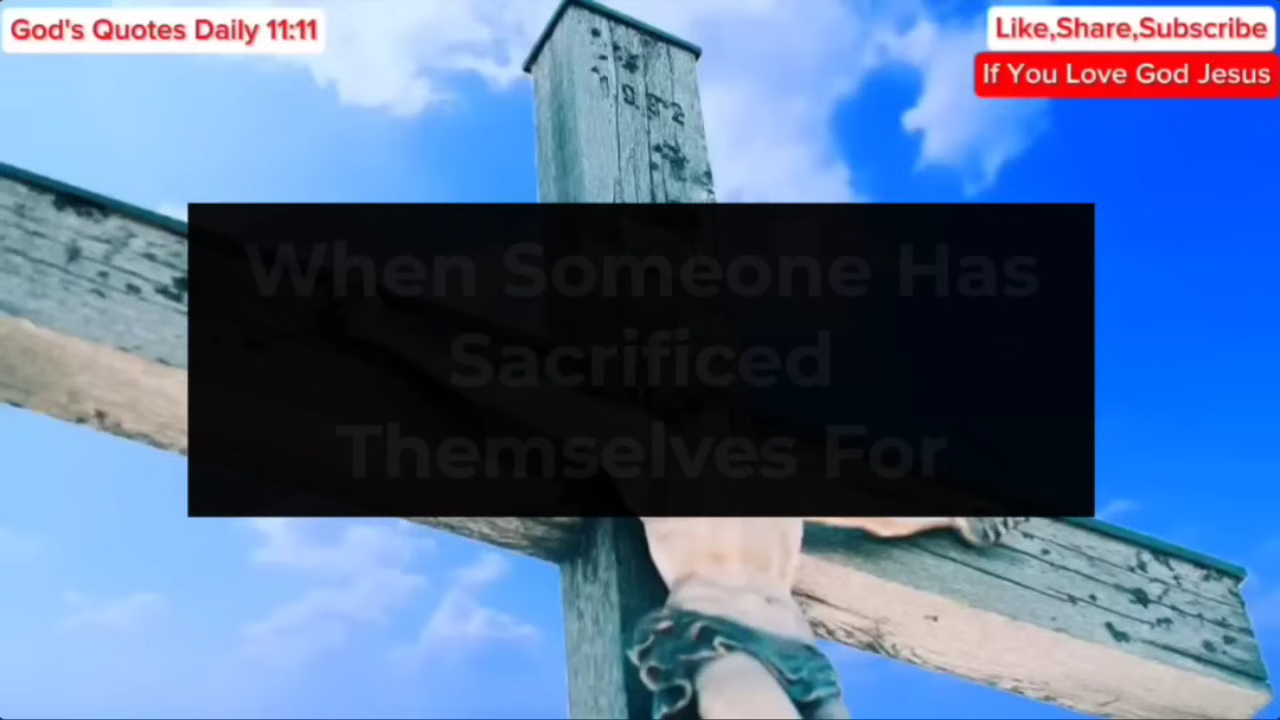 God's Quotes Daily 11:11
Like,Share,Subscribe
If You Love God Jesus
1992
When Someone Has
Sacrificed
Themselves For